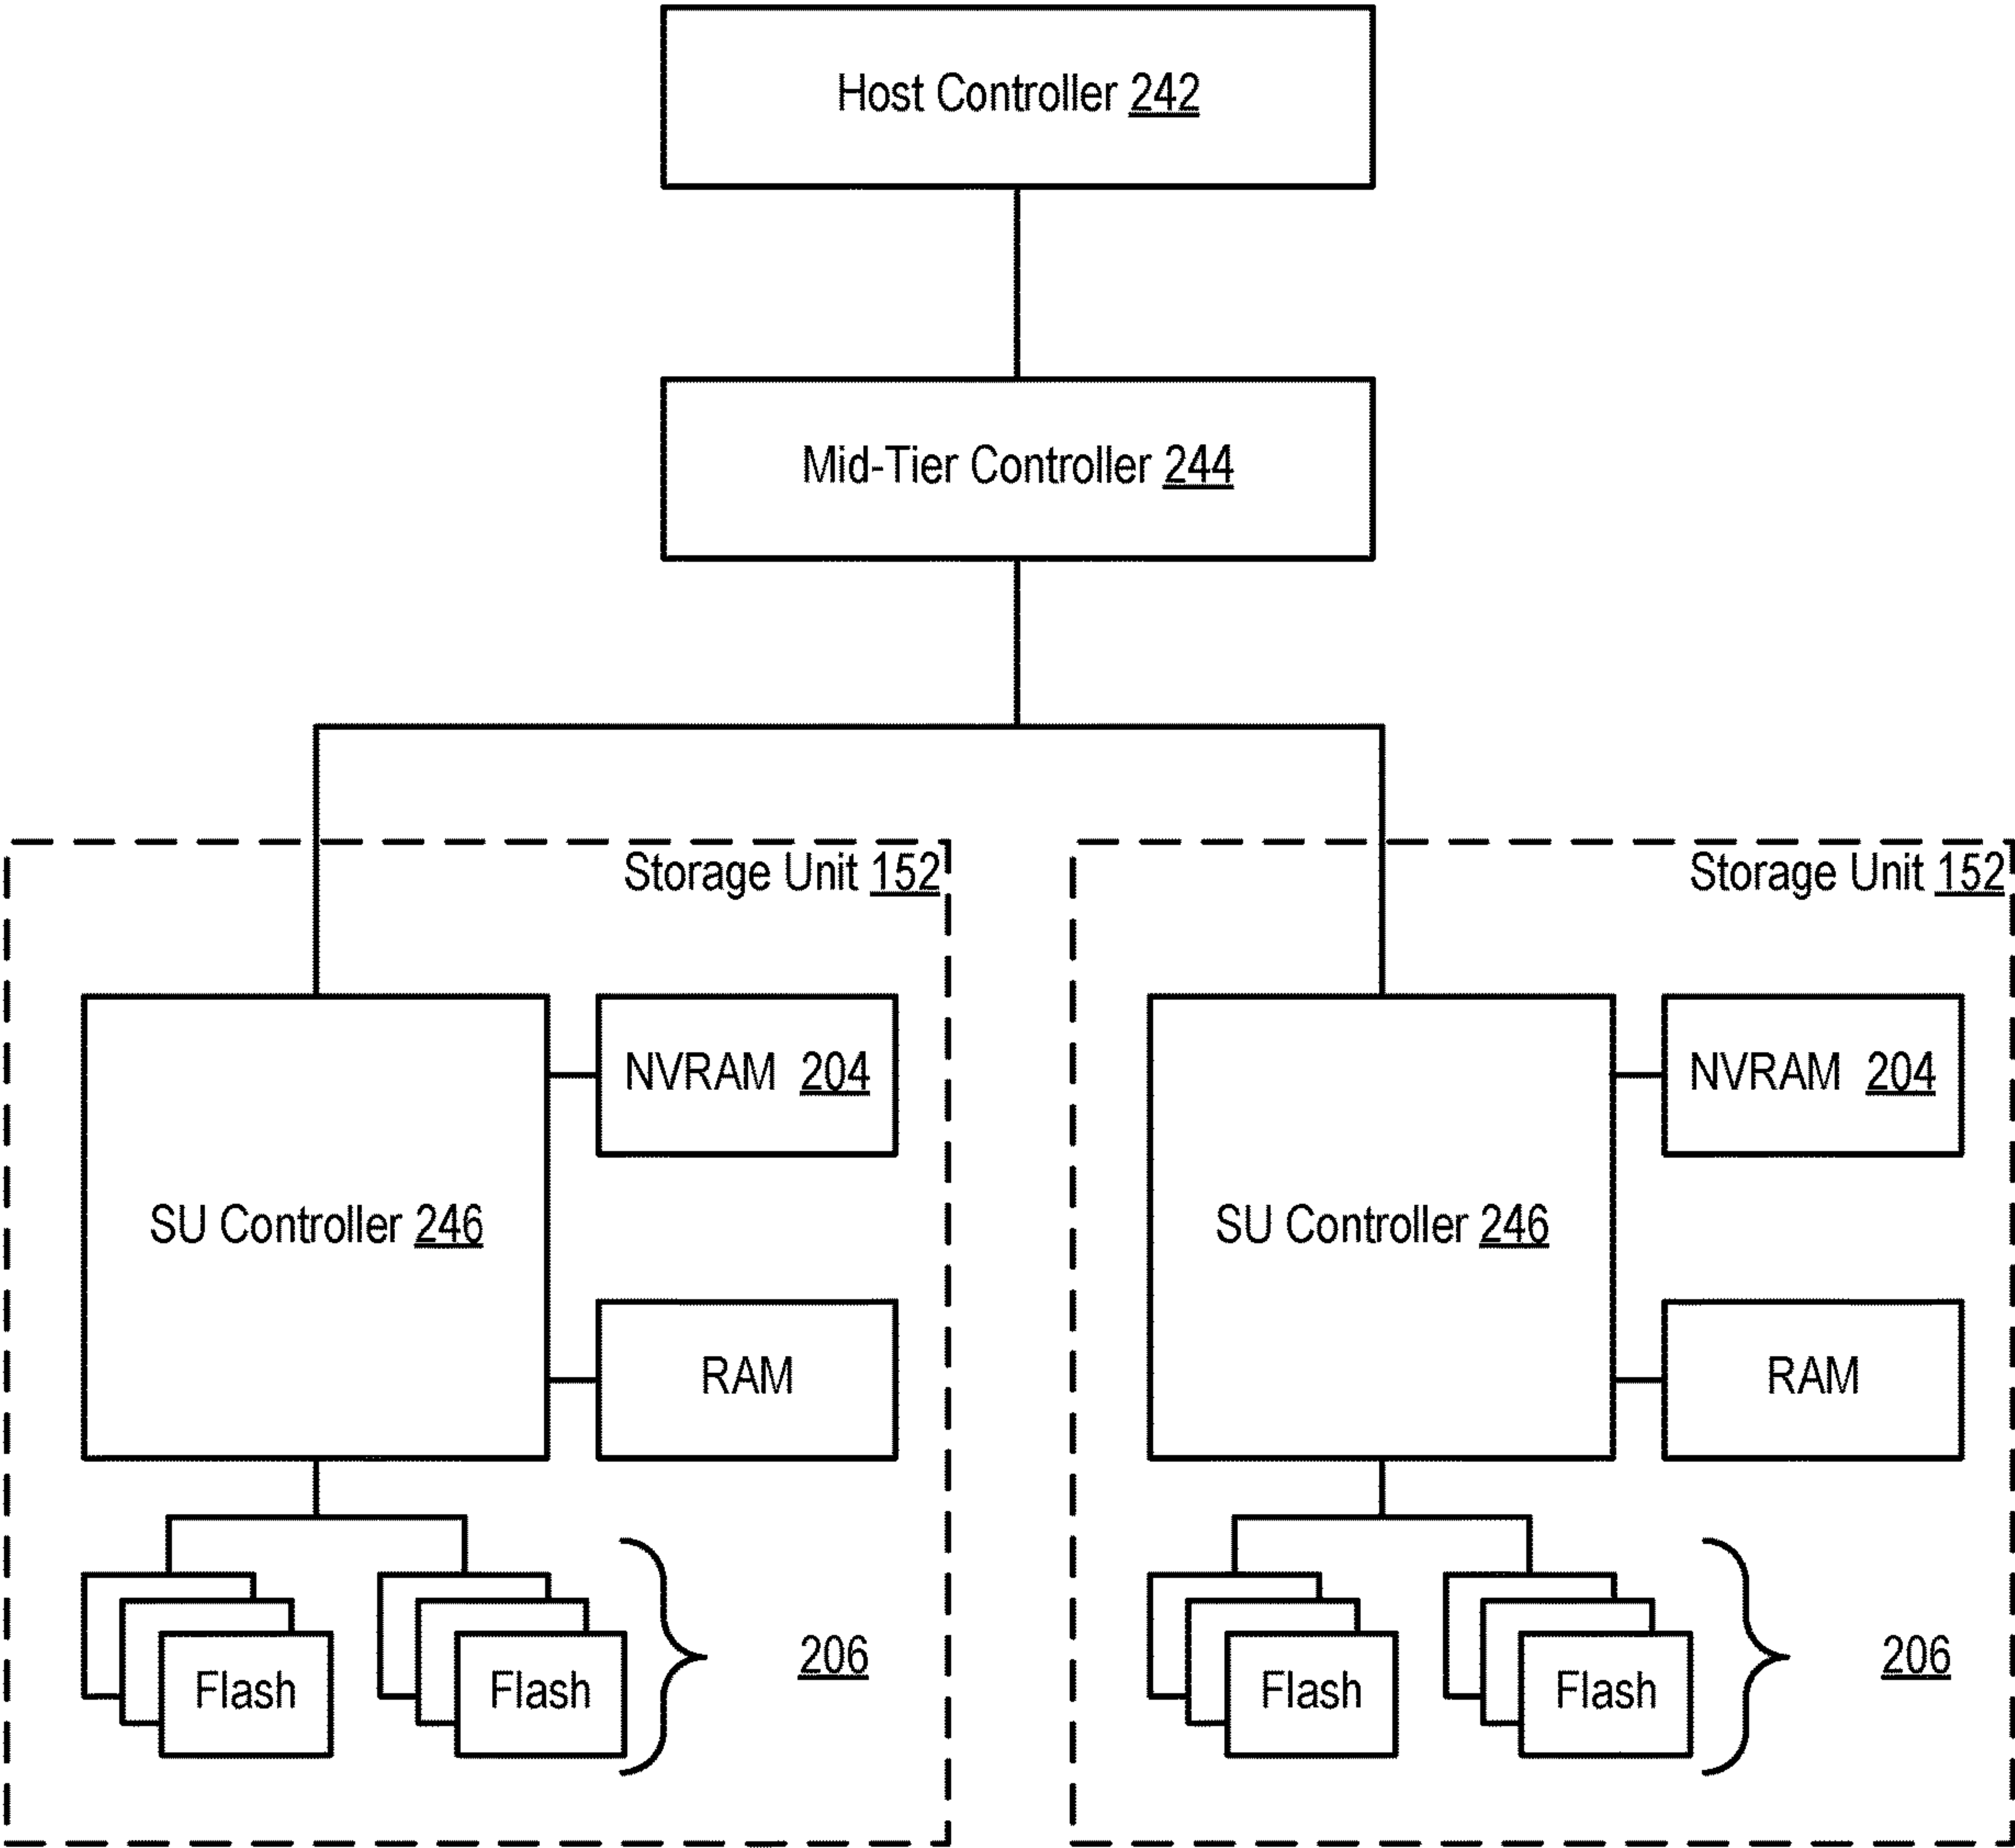 Host Controller 242
Mid-Tier Controller 244
Storage Unit 152
NVRAM 204
SU Controller 246
RAM
Flash
Flash
206
Storage Unit 152
NVRAM 204
SU Controller 246
RAM
Flash
Flash
206